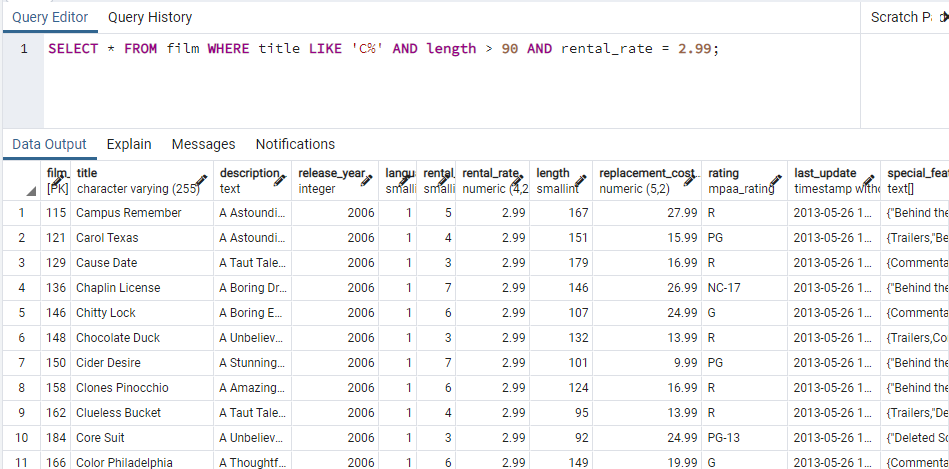 Query Editor Query History Scratch Pa
1 SELECT * FROM film WHERE title LIKE 'C%' AND length > 90 AND rental_rate = 2.99;
Data Output Explain Messages Notifications
film_ title description release_year langu rental_ rental_rate length replacement_cost rating last_update special_feat
[PK] character varying (255) text integer smalli smalli numeric (4,2 smallint numeric (5,2) mpaa_rating timestamp witho text[]
1 115 Campus Remember A Astoundi... 2006 1 5 2.99 167 27.99 R 2013-05-26 1... {"Behind the
2 121 Carol Texas A Astoundi... 2006 1 4 2.99 151 15.99 PG 2013-05-26 1... {Trailers,"Be
3 129 Cause Date A Taut Tale... 2006 1 3 2.99 179 16.99 R 2013-05-26 1... {Commenta
4 136 Chaplin License A Boring Dr... 2006 1 7 2.99 146 26.99 NC-17 2013-05-26 1... {"Behind the
5 146 Chitty Lock A Boring E... 2006 1 6 2.99 107 24.99 G 2013-05-26 1... {Commenta
6 148 Chocolate Duck A Unbeliev... 2006 1 3 2.99 132 13.99 R 2013-05-26 1... {Trailers,Co
7 150 Cider Desire A Stunning... 2006 1 7 2.99 101 9.99 PG 2013-05-26 1... {"Behind the
8 158 Clones Pinocchio A Amazing... 2006 1 6 2.99 124 16.99 R 2013-05-26 1... {"Behind the
9 162 Clueless Bucket A Taut Tale... 2006 1 4 2.99 95 13.99 R 2013-05-26 1... {Trailers,"De
10 184 Core Suit A Unbeliev... 2006 1 3 2.99 92 24.99 PG-13 2013-05-26 1... {"Deleted Sc
11 166 Color Philadelphia A Thoughtf... 2006 1 6 2.99 149 19.99 G 2013-05-26 1... {Commenta